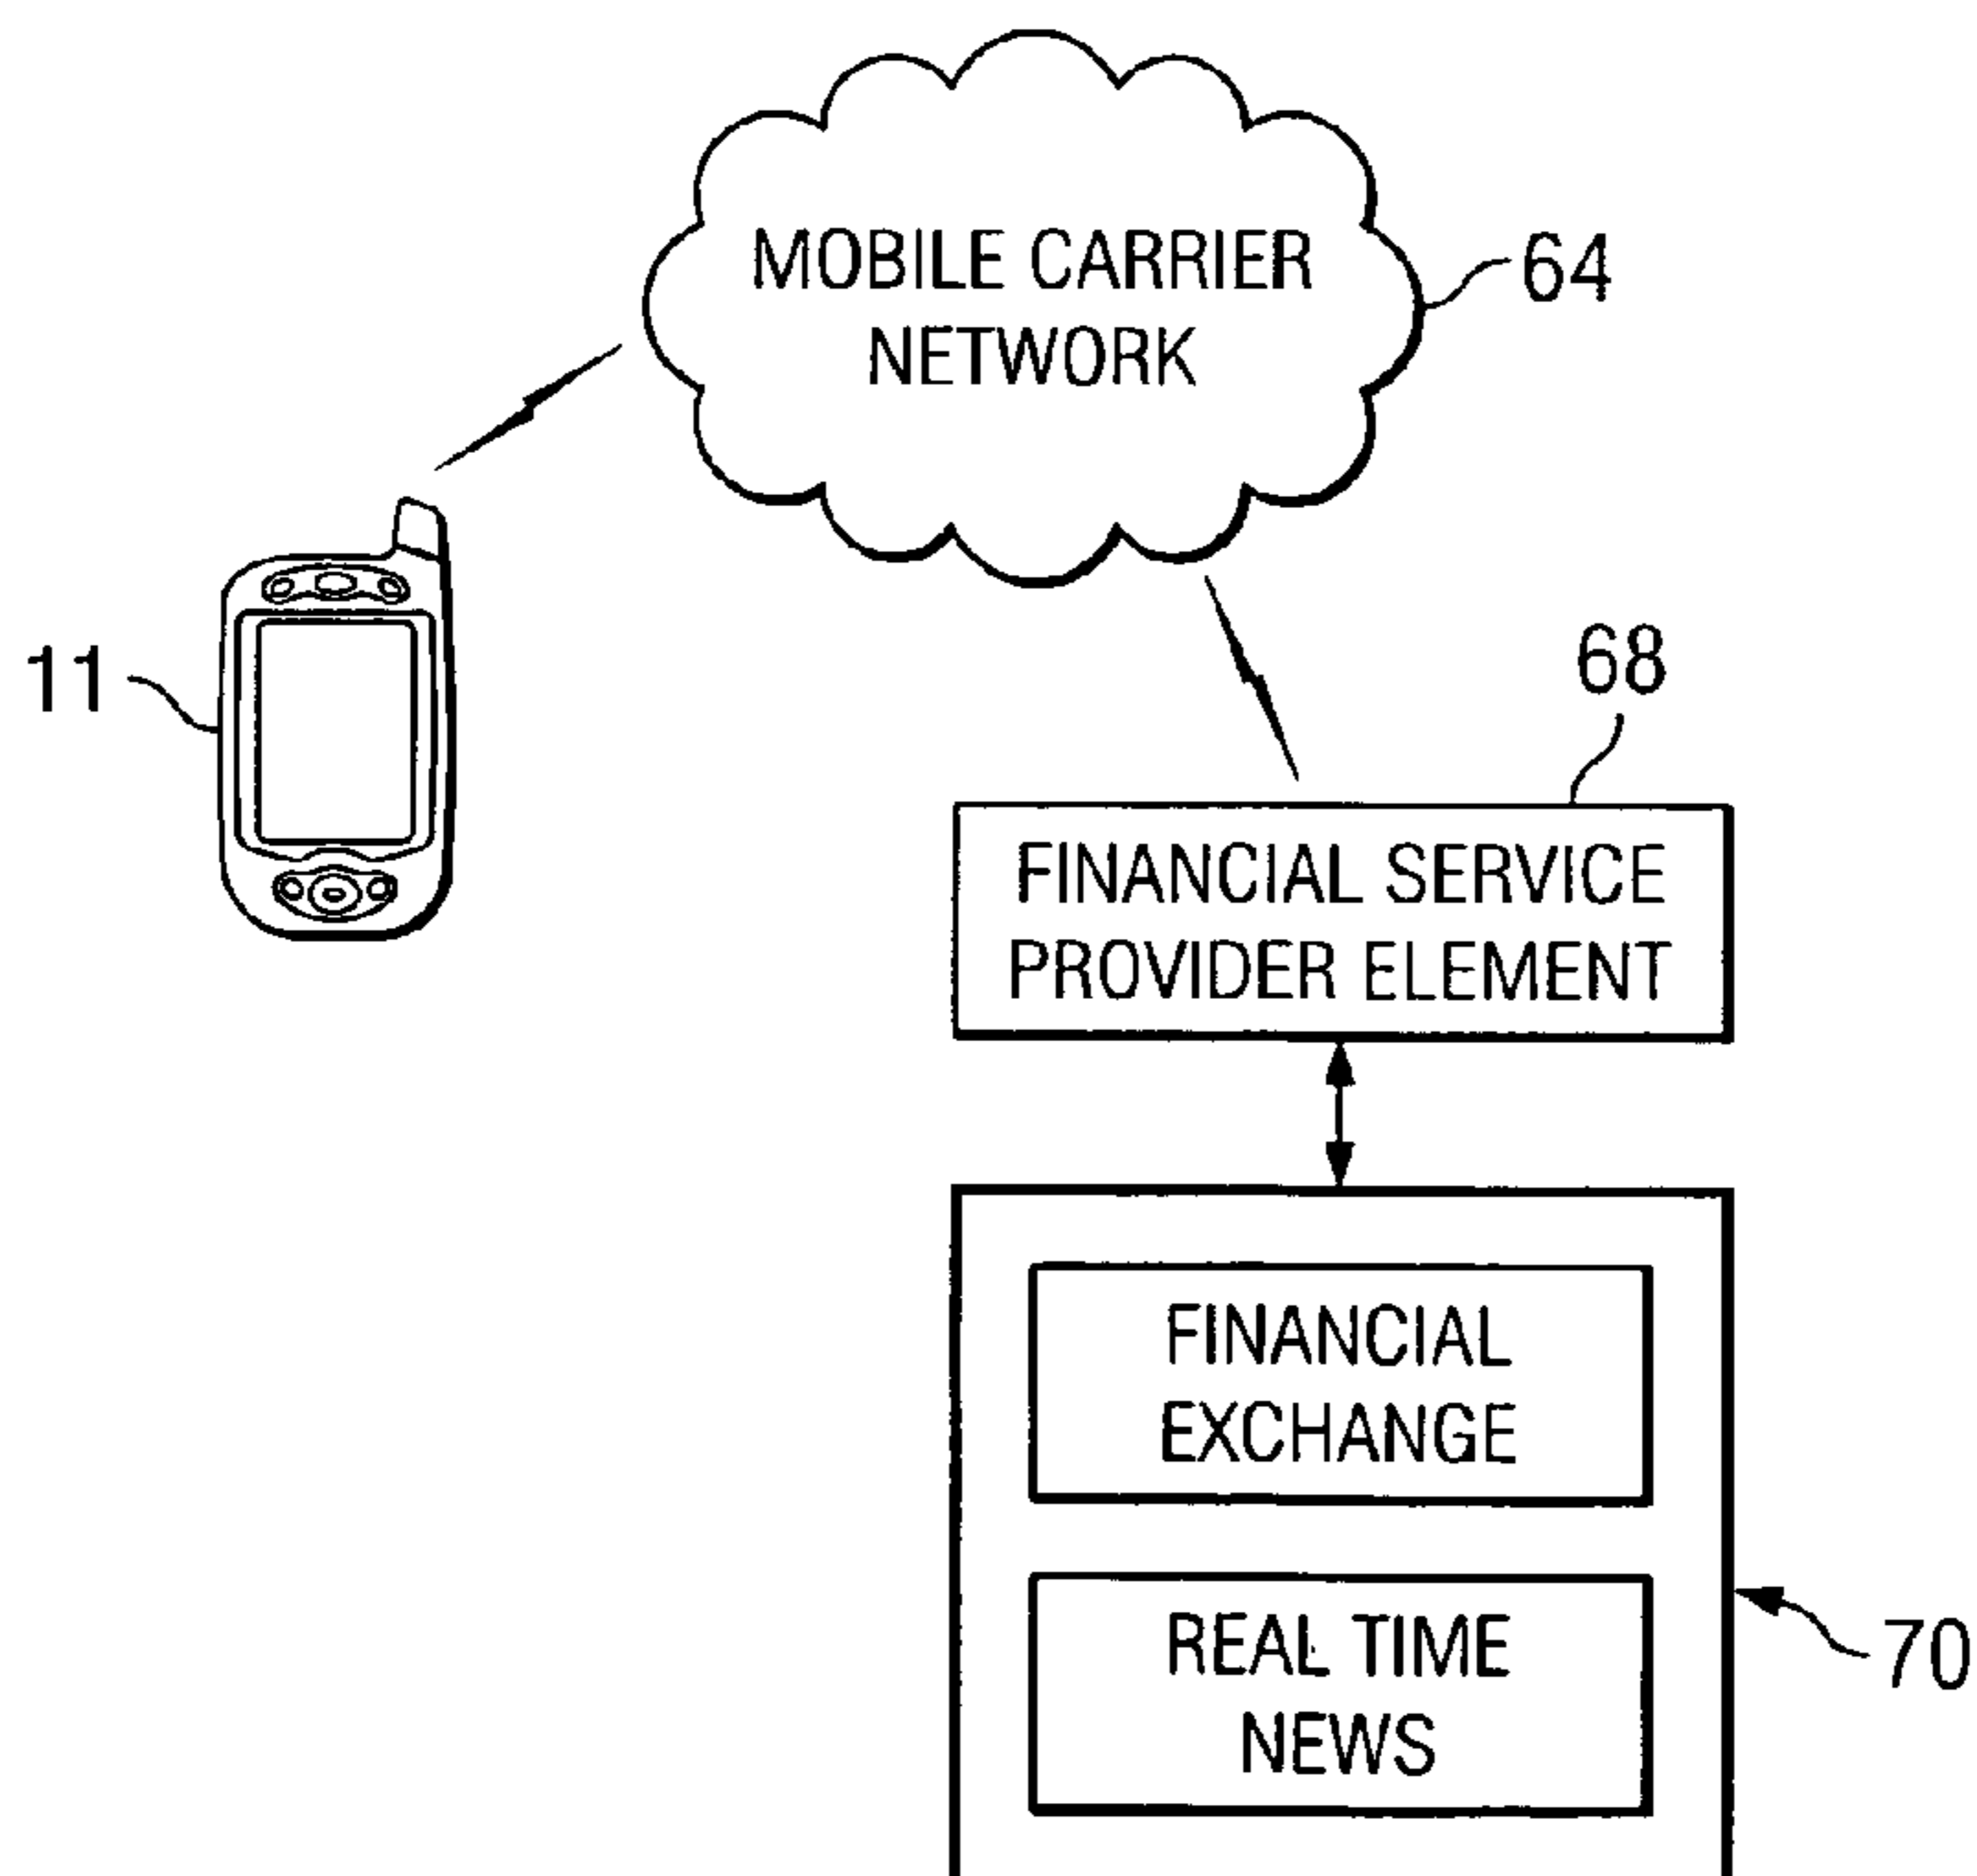 MOBILE CARRIER
NETWORK
64
11
68
FINANCIAL SERVICE
PROVIDER ELEMENT
FINANCIAL
EXCHANGE
REAL TIME
NEWS
70